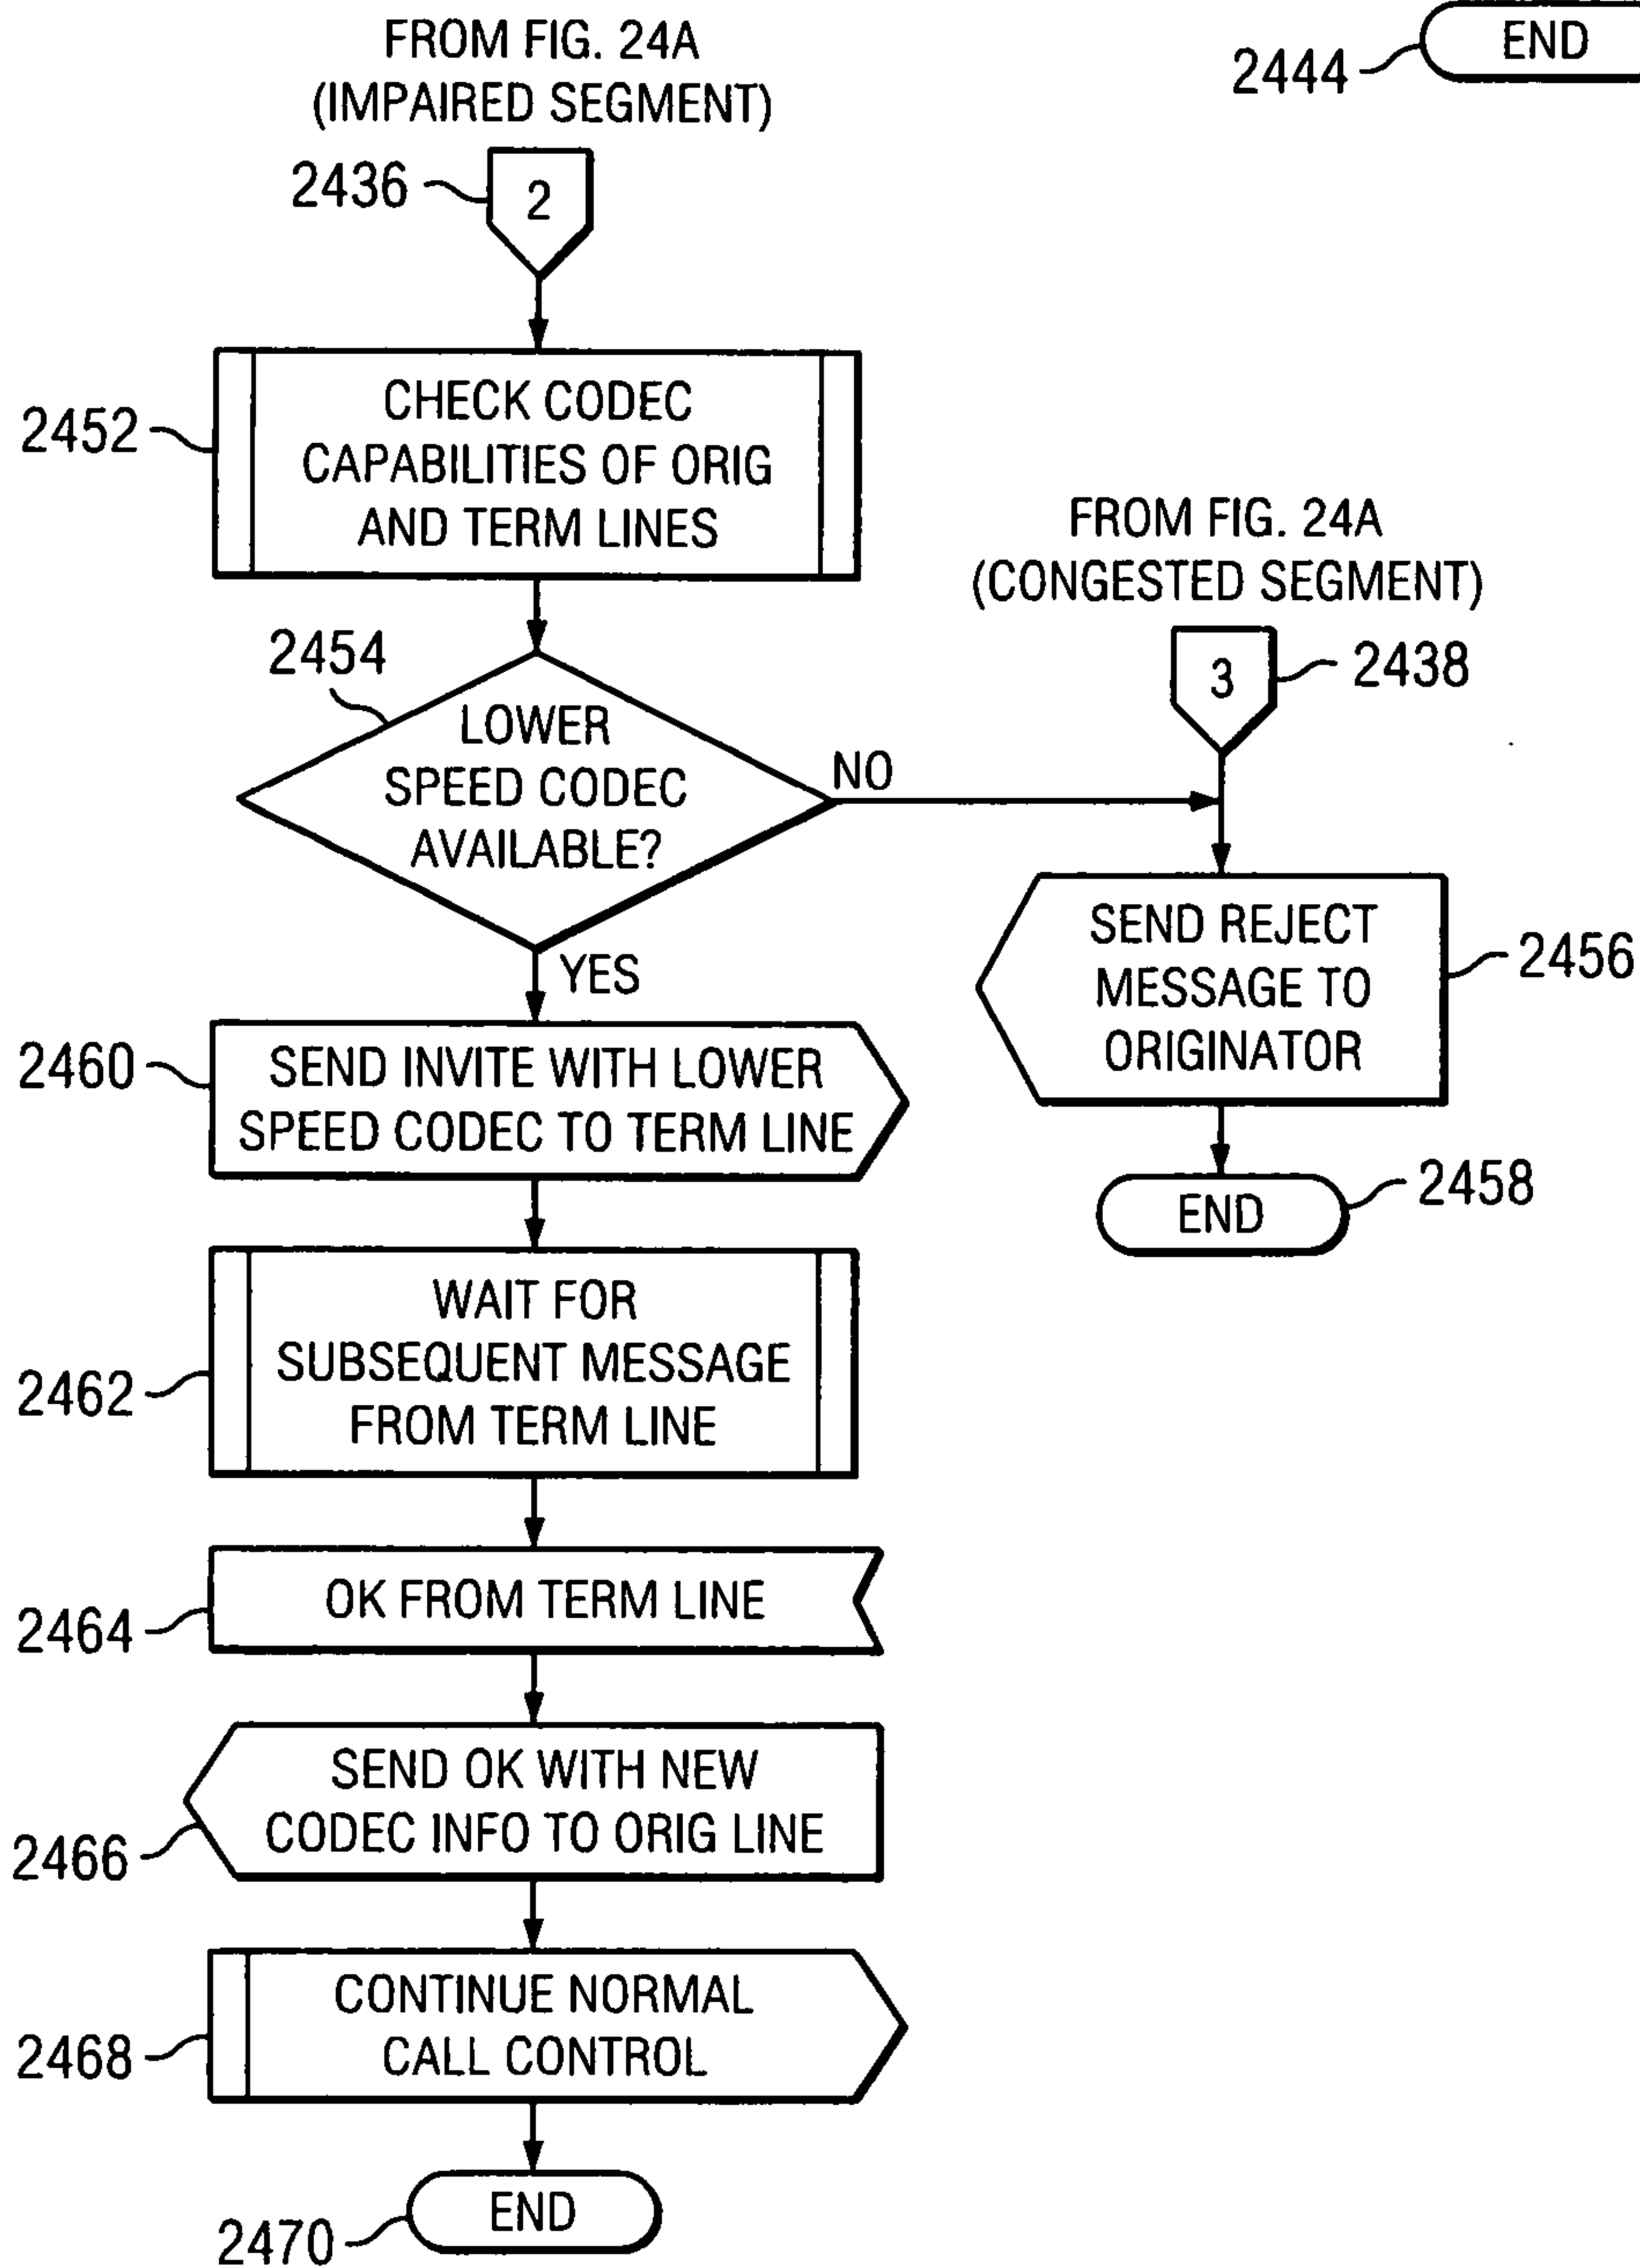 FROM FIG. 24A
(IMPAIRED SEGMENT)
2436
2
END
2444
2452
CHECK CODEC
CAPABILITIES OF ORIG
AND TERM LINES
FROM FIG. 24A
(CONGESTED SEGMENT)
3
2438
2454
LOWER
SPEED CODEC
AVAILABLE?
NO
YES
SEND REJECT
MESSAGE TO
ORIGINATOR
2456
END
2458
2460
SEND INVITE WITH LOWER
SPEED CODEC TO TERM LINE
2462
WAIT FOR
SUBSEQUENT MESSAGE
FROM TERM LINE
2464
OK FROM TERM LINE
2466
SEND OK WITH NEW
CODEC INFO TO ORIG LINE
2468
CONTINUE NORMAL
CALL CONTROL
END
2470